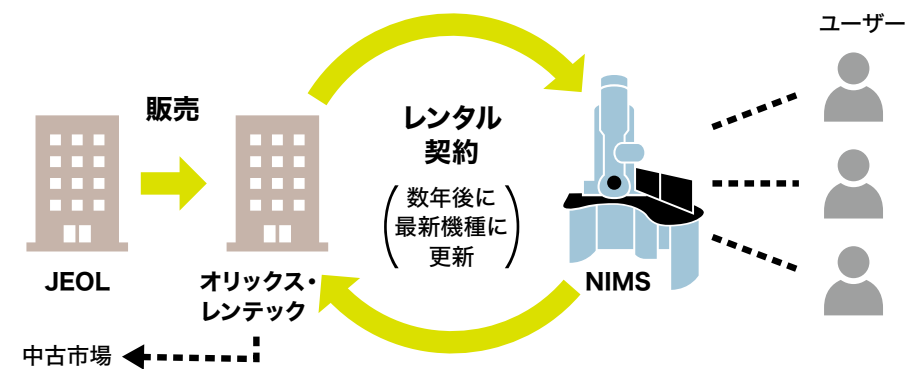 ユーザー
販売
レンタル
契約
数年後に
最新機種に
更新
JEOL
オリックス・
レンテック
NIMS
中古市場